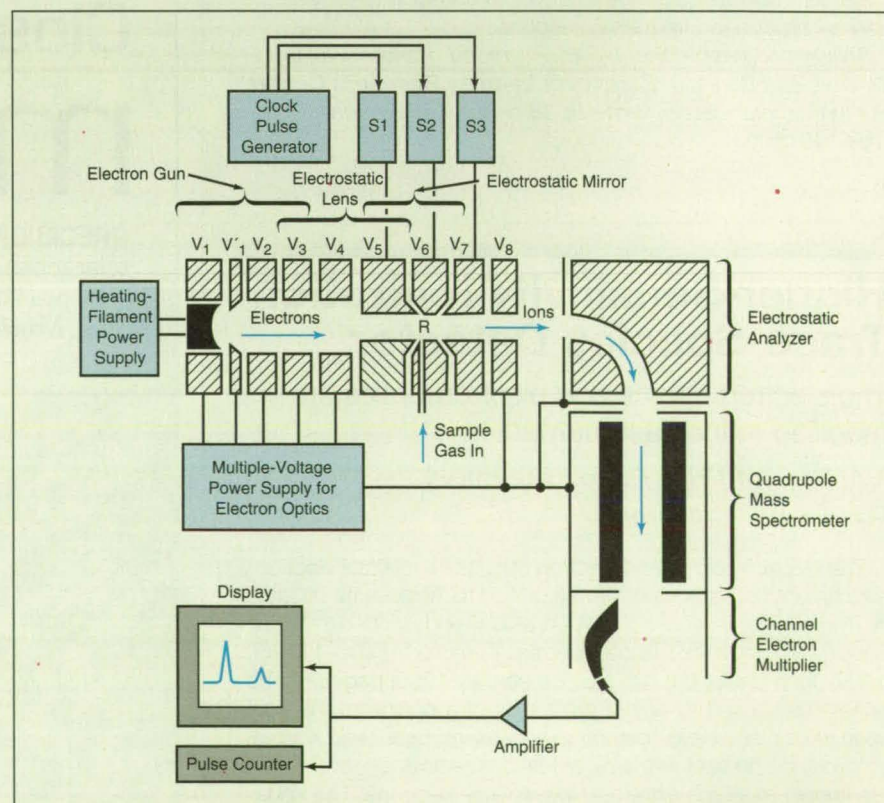 Clock
Pulse
Generator
S1
S2
S3
Electron Gun
Electrostatic
Lens
Electrostatic Mirror
V1
V'1
V2
V3
V4
V5
V6
V7
V8
Heating-
Filament
Power
Supply
Electrons
R
Ions
Electrostatic
Analyzer
Sample
Gas In
Multiple-Voltage
Power Supply for
Electron Optics
Quadrupole
Mass
Spectrometer
Display
Channel
Electron
Multiplier
Amplifier
Pulse Counter